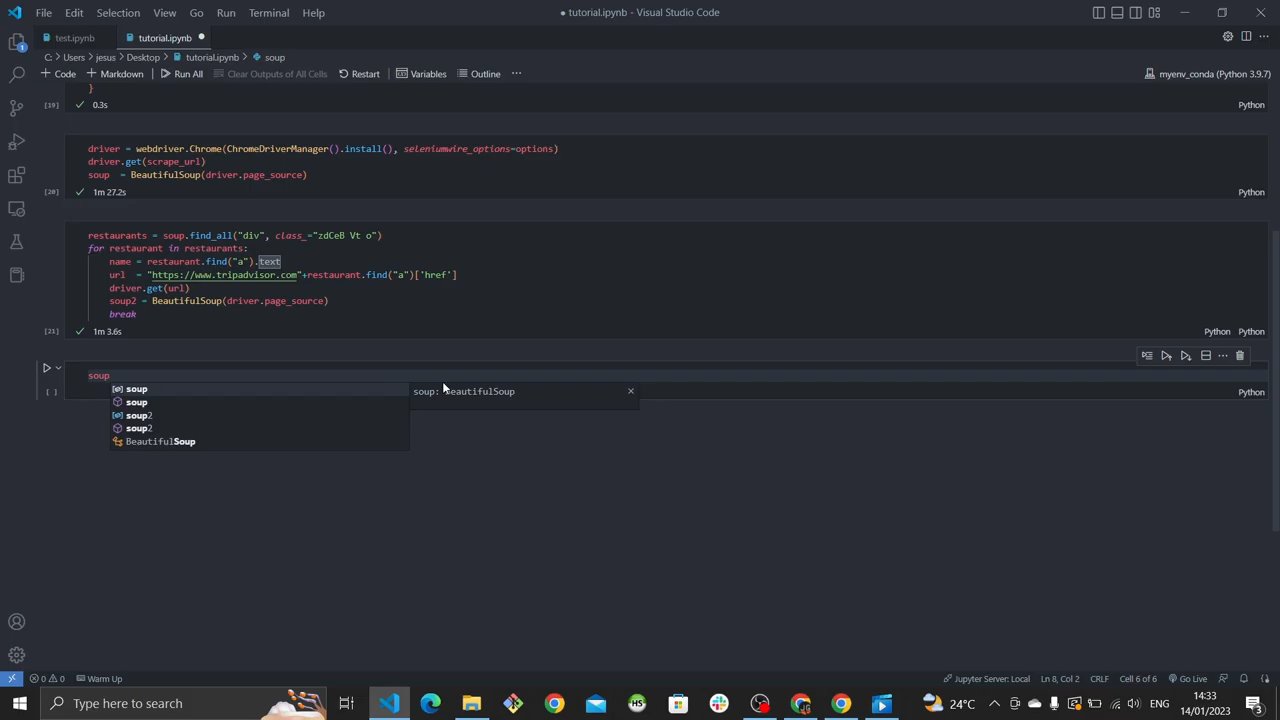 File Edit Selection View Go Run Terminal Help
● tutorial.ipynb - Visual Studio Code
test.ipynb
tutorial.ipynb
C: > Users > jesus > Desktop > tutorial.ipynb > soup
+ Code + Markdown Run All Clear Outputs of All Cells Restart Variables Outline ...
myenv_conda (Python 3.9.7)
}
[19] 0.3s Python
driver = webdriver.Chrome(ChromeDriverManager().install(), seleniumwire_options=options)
driver.get(scrape_url)
soup  = BeautifulSoup(driver.page_source)
[20] 1m 27.2s Python
restaurants = soup.find_all("div", class_="zdCeB Vt o")
for restaurant in restaurants:
    name = restaurant.find("a").text
    url  = "https://www.tripadvisor.com"+restaurant.find("a")['href']
    driver.get(url)
    soup2 = BeautifulSoup(driver.page_source)
    break
[21] 1m 3.6s Python Python
soup
[ ] Python
soup
soup: BeautifulSoup
soup
soup2
soup2
BeautifulSoup
1
0 0 Warm Up
Jupyter Server: Local Ln 8, Col 2 CRLF Cell 6 of 6 Go Live
Type here to search
HS
24°C
ENG
14:33
14/01/2023
3